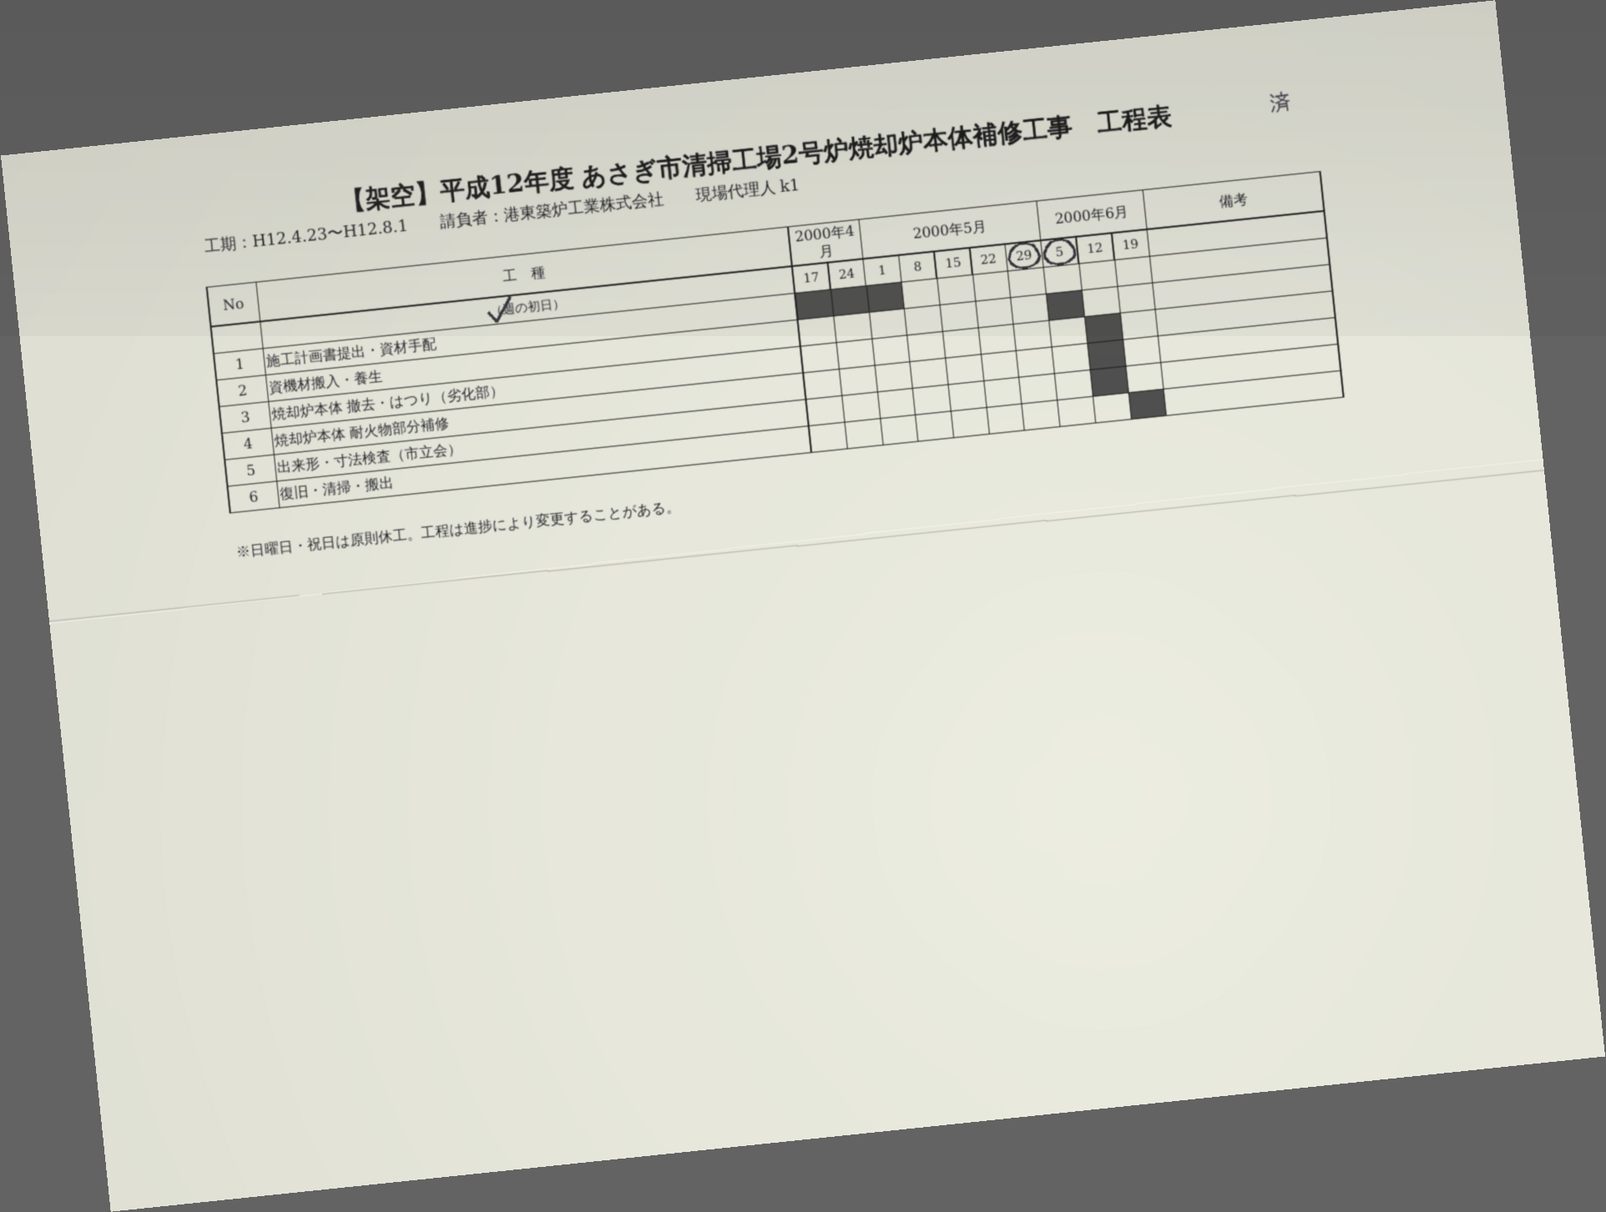 済
【架空】平成12年度 あさぎ市清掃工場2号炉焼却炉本体補修工事　工程表
工期：H12.4.23〜H12.8.1　請負者：港東築炉工業株式会社　現場代理人 k1
No 工　種 2000年4月 2000年5月 2000年6月 備考
（週の初日） 17 24 1 8 15 22 29 5 12 19
1 施工計画書提出・資材手配
2 資機材搬入・養生
3 焼却炉本体 撤去・はつり（劣化部）
4 焼却炉本体 耐火物部分補修
5 出来形・寸法検査（市立会）
6 復旧・清掃・搬出
※日曜日・祝日は原則休工。工程は進捗により変更することがある。